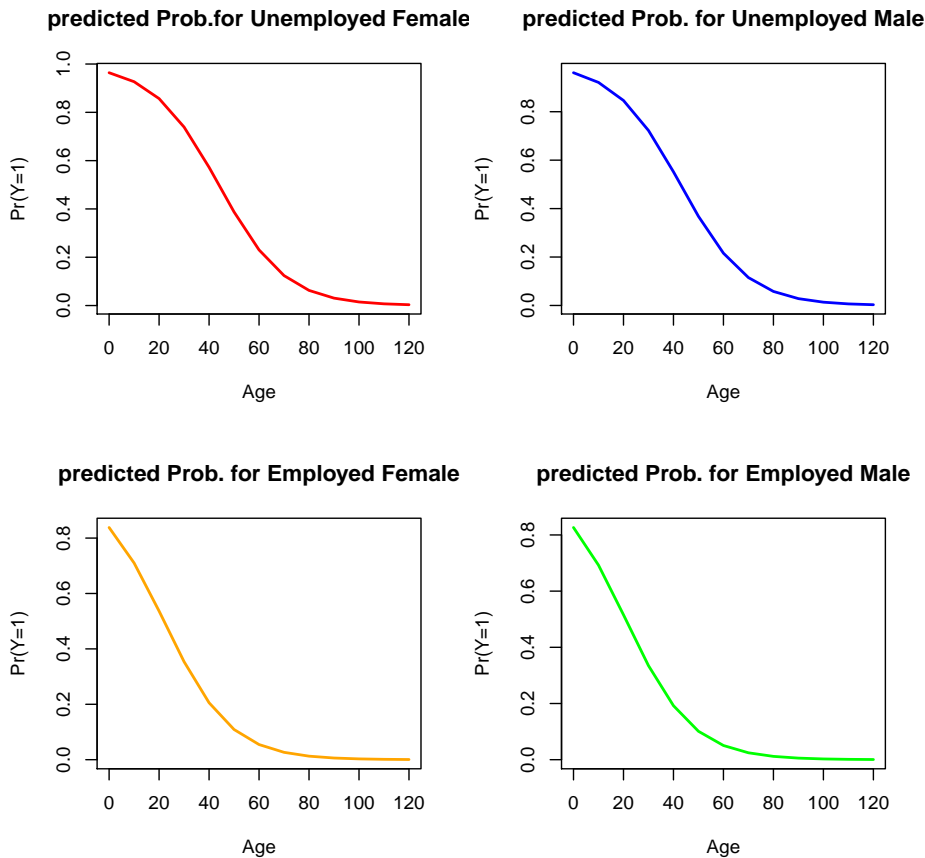 predicted Prob.for Unemployed Female
Pr(Y=1)
1.0
0.8
0.6
0.4
0.2
0.0
0 20 40 60 80 100 120
Age
predicted Prob. for Unemployed Male
Pr(Y=1)
0.8
0.6
0.4
0.2
0.0
0 20 40 60 80 100 120
Age
predicted Prob. for Employed Female
Pr(Y=1)
0.8
0.6
0.4
0.2
0.0
0 20 40 60 80 100 120
Age
predicted Prob. for Employed Male
Pr(Y=1)
0.8
0.6
0.4
0.2
0.0
0 20 40 60 80 100 120
Age